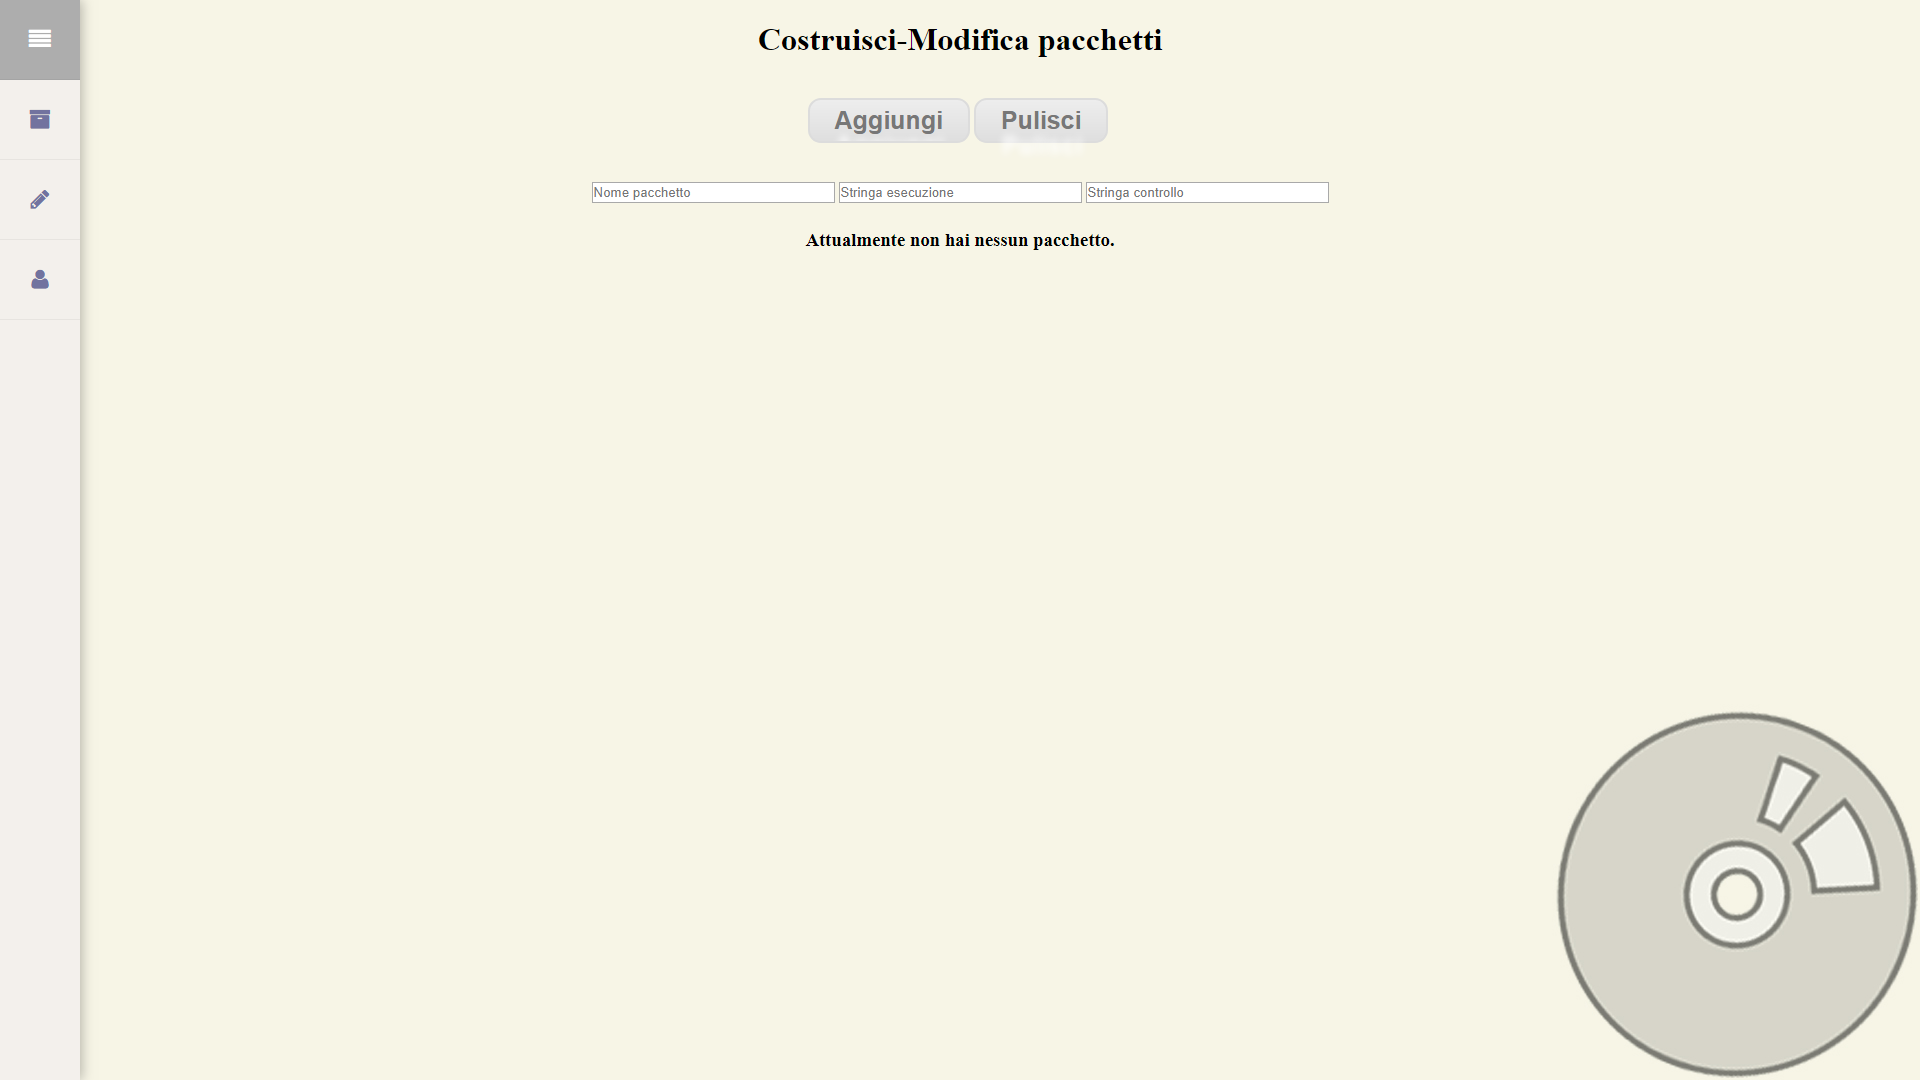 Costruisci-Modifica pacchetti
Aggiungi Pulisci
Nome pacchetto Stringa esecuzione Stringa controllo
Attualmente non hai nessun pacchetto.